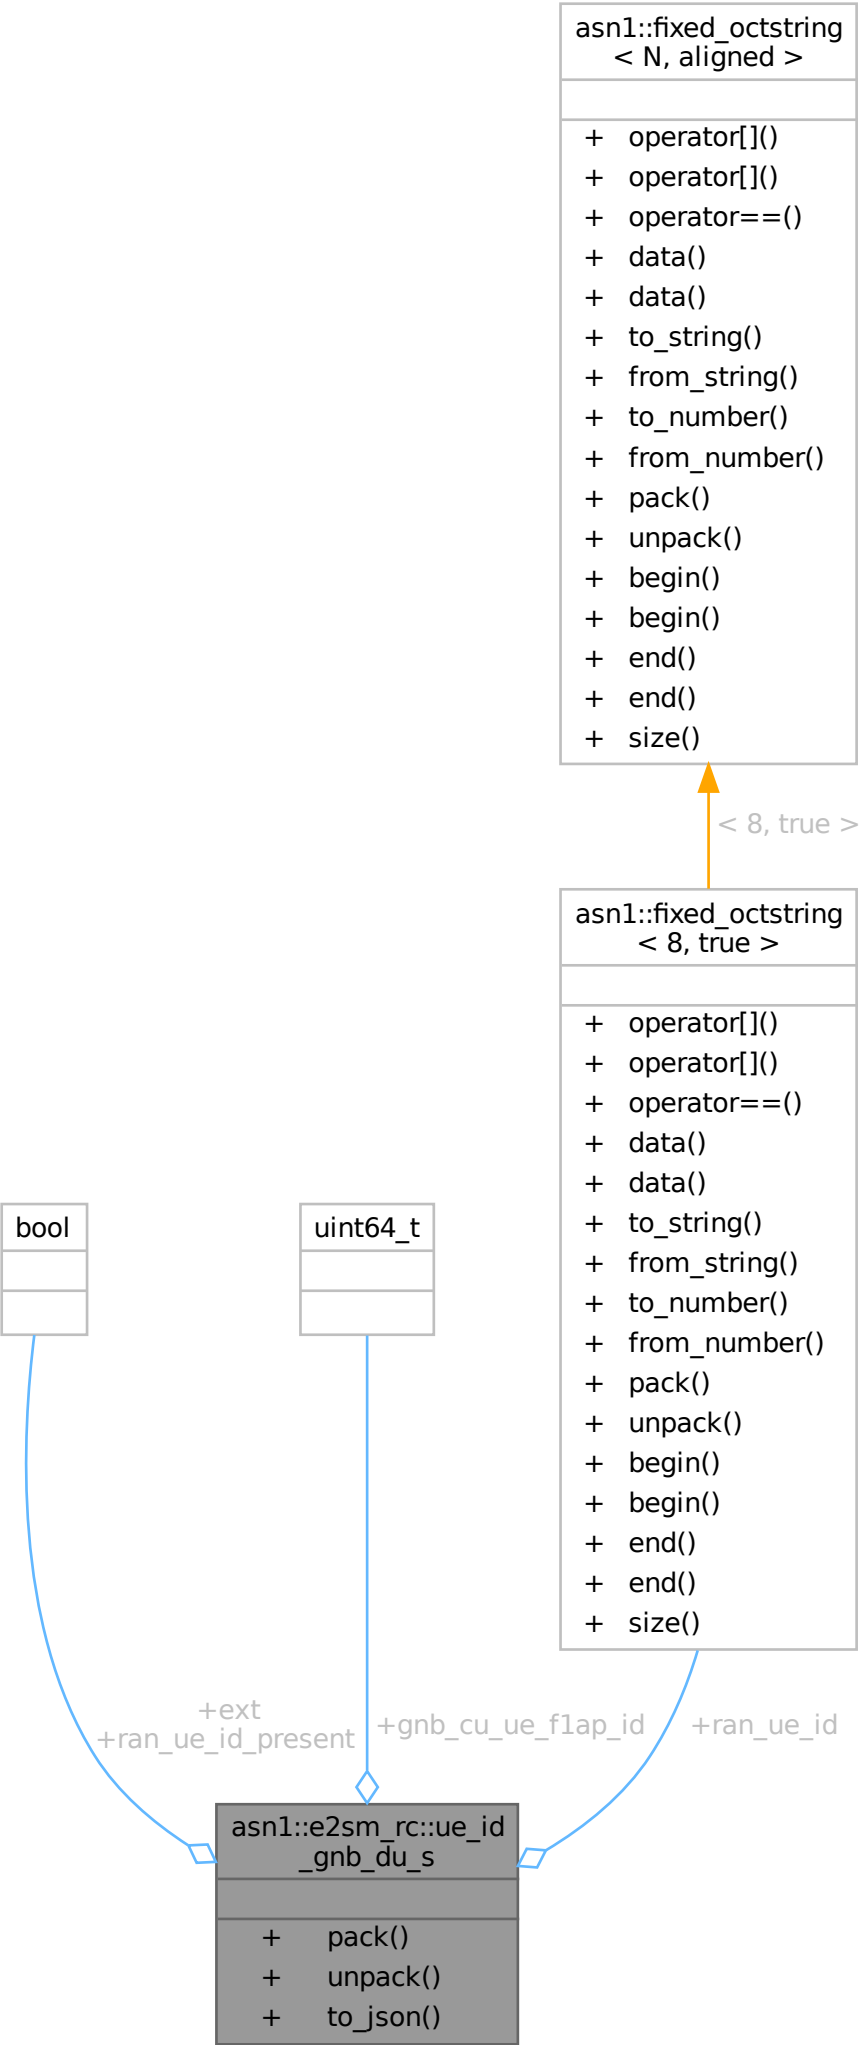 asn1::fixed_octstring
< N, aligned >
+ operator[]()
+ operator[]()
+ operator==()
+ data()
+ data()
+ to_string()
+ from_string()
+ to_number()
+ from_number()
+ pack()
+ unpack()
+ begin()
+ begin()
+ end()
+ end()
+ size()
< 8, true >
asn1::fixed_octstring
< 8, true >
+ operator[]()
+ operator[]()
+ operator==()
+ data()
+ data()
+ to_string()
+ from_string()
+ to_number()
+ from_number()
+ pack()
+ unpack()
+ begin()
+ begin()
+ end()
+ end()
+ size()
bool
uint64_t
+ext
+ran_ue_id_present
+gnb_cu_ue_f1ap_id
+ran_ue_id
asn1::e2sm_rc::ue_id
_gnb_du_s
+ pack()
+ unpack()
+ to_json()